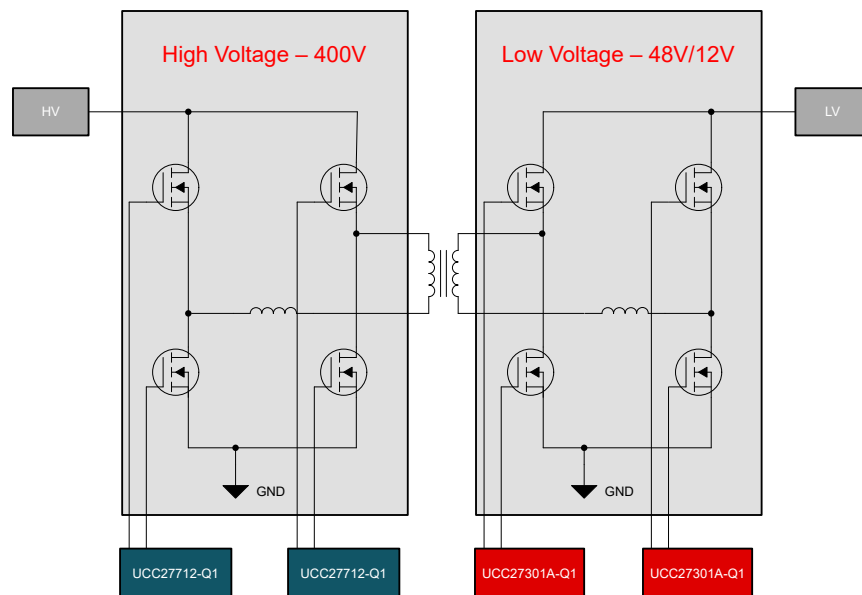 High Voltage – 400V
Low Voltage – 48V/12V
HV
LV
GND
GND
UCC27712-Q1
UCC27712-Q1
UCC27301A-Q1
UCC27301A-Q1